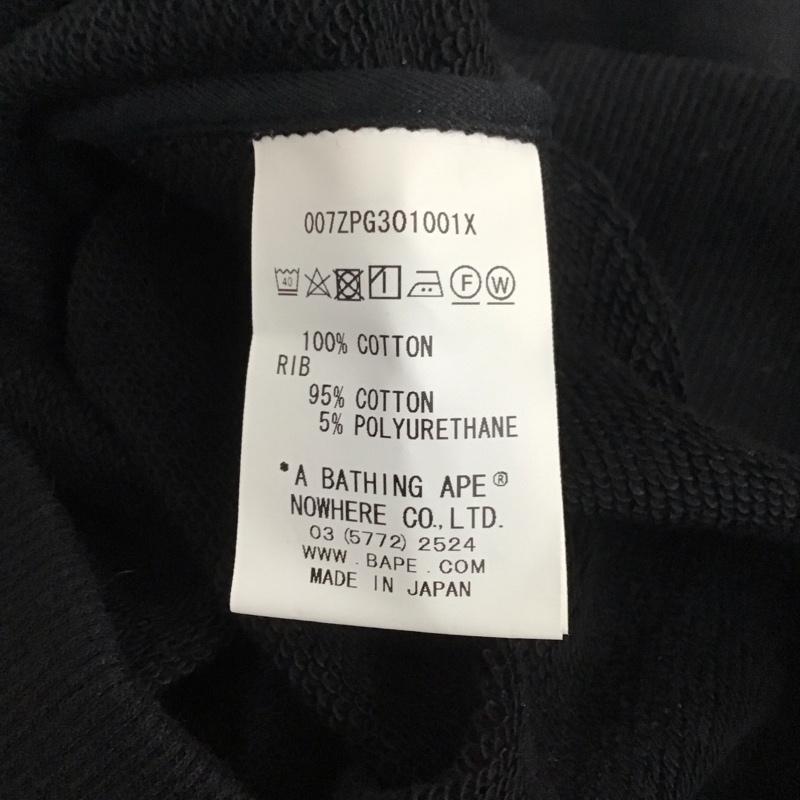 007ZPG301001X
40 F W
100% COTTON
RIB
95% COTTON
5% POLYURETHANE
*A BATHING APE®
NOWHERE CO.,LTD.
03 (5772) 2524
WWW . BAPE . COM
MADE IN JAPAN